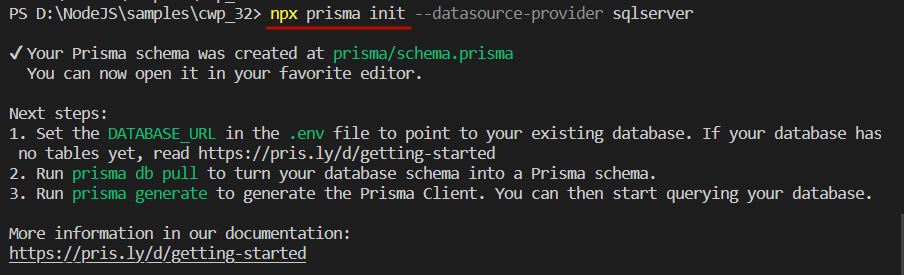 PS D:\NodeJS\samples\cwp_32> npx prisma init --datasource-provider sqlserver
✓ Your Prisma schema was created at prisma/schema.prisma
You can now open it in your favorite editor.
Next steps:
1. Set the DATABASE_URL in the .env file to point to your existing database. If your database has
no tables yet, read https://pris.ly/d/getting-started
2. Run prisma db pull to turn your database schema into a Prisma schema.
3. Run prisma generate to generate the Prisma Client. You can then start querying your database.
More information in our documentation:
https://pris.ly/d/getting-started